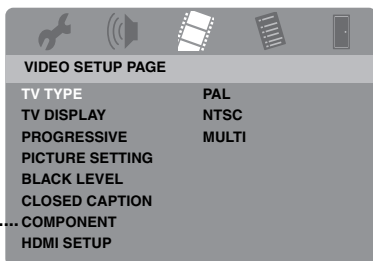 VIDEO SETUP PAGE
TV TYPE PAL
TV DISPLAY NTSC
PROGRESSIVE MULTI
PICTURE SETTING
BLACK LEVEL
CLOSED CAPTION
COMPONENT
HDMI SETUP